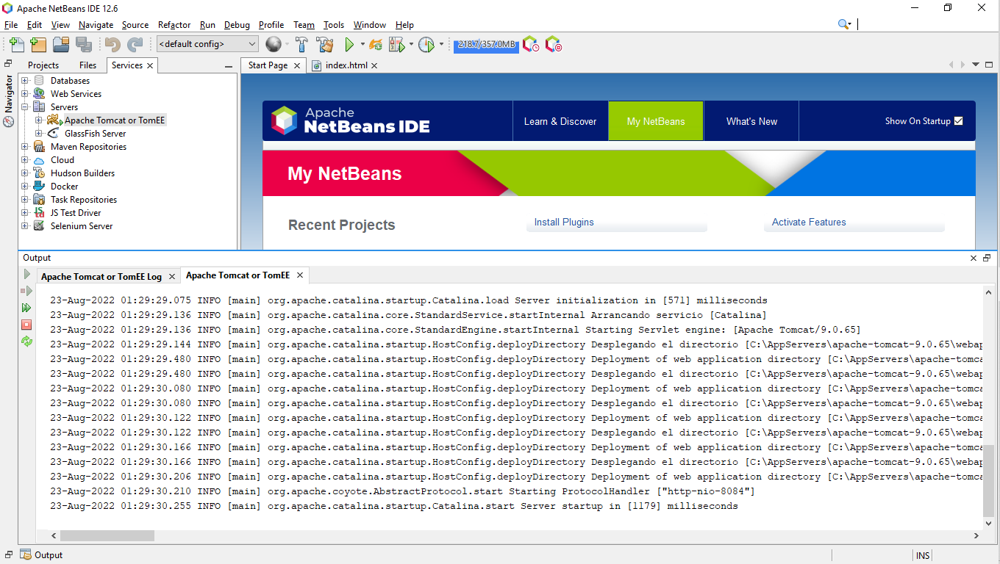 Apache NetBeans IDE 12.6
File Edit View Navigate Source Refactor Run Debug Profile Team Tools Window Help
<default config> 218.7/357.0MB
Projects Files Services
Start Page index.html
Navigator
Databases
Web Services
Servers
Apache Tomcat or TomEE
GlassFish Server
Maven Repositories
Cloud
Hudson Builders
Docker
Task Repositories
JS Test Driver
Selenium Server
Apache
NetBeans IDE
Learn & Discover My NetBeans What's New Show On Startup
My NetBeans
Recent Projects Install Plugins Activate Features
Output
Apache Tomcat or TomEE Log Apache Tomcat or TomEE
23-Aug-2022 01:29:29.075 INFO [main] org.apache.catalina.startup.Catalina.load Server initialization in [571] milliseconds
23-Aug-2022 01:29:29.136 INFO [main] org.apache.catalina.core.StandardService.startInternal Arrancando servicio [Catalina]
23-Aug-2022 01:29:29.136 INFO [main] org.apache.catalina.core.StandardEngine.startInternal Starting Servlet engine: [Apache Tomcat/9.0.65]
23-Aug-2022 01:29:29.144 INFO [main] org.apache.catalina.startup.HostConfig.deployDirectory Desplegando el directorio [C:\AppServers\apache-tomcat-9.0.65\webap
23-Aug-2022 01:29:29.480 INFO [main] org.apache.catalina.startup.HostConfig.deployDirectory Deployment of web application directory [C:\AppServers\apache-tomca
23-Aug-2022 01:29:29.480 INFO [main] org.apache.catalina.startup.HostConfig.deployDirectory Desplegando el directorio [C:\AppServers\apache-tomcat-9.0.65\webap
23-Aug-2022 01:29:30.080 INFO [main] org.apache.catalina.startup.HostConfig.deployDirectory Deployment of web application directory [C:\AppServers\apache-tomca
23-Aug-2022 01:29:30.080 INFO [main] org.apache.catalina.startup.HostConfig.deployDirectory Desplegando el directorio [C:\AppServers\apache-tomcat-9.0.65\webap
23-Aug-2022 01:29:30.122 INFO [main] org.apache.catalina.startup.HostConfig.deployDirectory Deployment of web application directory [C:\AppServers\apache-tomca
23-Aug-2022 01:29:30.122 INFO [main] org.apache.catalina.startup.HostConfig.deployDirectory Desplegando el directorio [C:\AppServers\apache-tomcat-9.0.65\webap
23-Aug-2022 01:29:30.166 INFO [main] org.apache.catalina.startup.HostConfig.deployDirectory Deployment of web application directory [C:\AppServers\apache-tomca
23-Aug-2022 01:29:30.166 INFO [main] org.apache.catalina.startup.HostConfig.deployDirectory Desplegando el directorio [C:\AppServers\apache-tomcat-9.0.65\webap
23-Aug-2022 01:29:30.206 INFO [main] org.apache.catalina.startup.HostConfig.deployDirectory Deployment of web application directory [C:\AppServers\apache-tomca
23-Aug-2022 01:29:30.210 INFO [main] org.apache.coyote.AbstractProtocol.start Starting ProtocolHandler ["http-nio-8084"]
23-Aug-2022 01:29:30.255 INFO [main] org.apache.catalina.startup.Catalina.start Server startup in [1179] milliseconds
Output INS